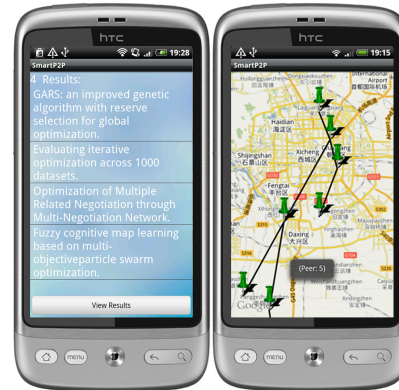 htc
19:28
SmartP2P
4 Results:
GARS: an improved genetic
algorithm with reserve
selection for global
optimization.
Evaluating iterative
optimization across 1000
datasets.
Optimization of Multiple
Related Negotiation through
Multi-Negotiation Network.
Fuzzy cognitive map learning
based on multi-
objectiveparticle swarm
optimization.
View Results
MENU
htc
19:15
SmartP2P
International
Airport
首都国际机场
Haidian
海淀区
Shijingshan
石景山区
Xicheng
西城区
Fengtai
丰台区
Daxing
大兴区
(Peer: 5)
Google
MENU